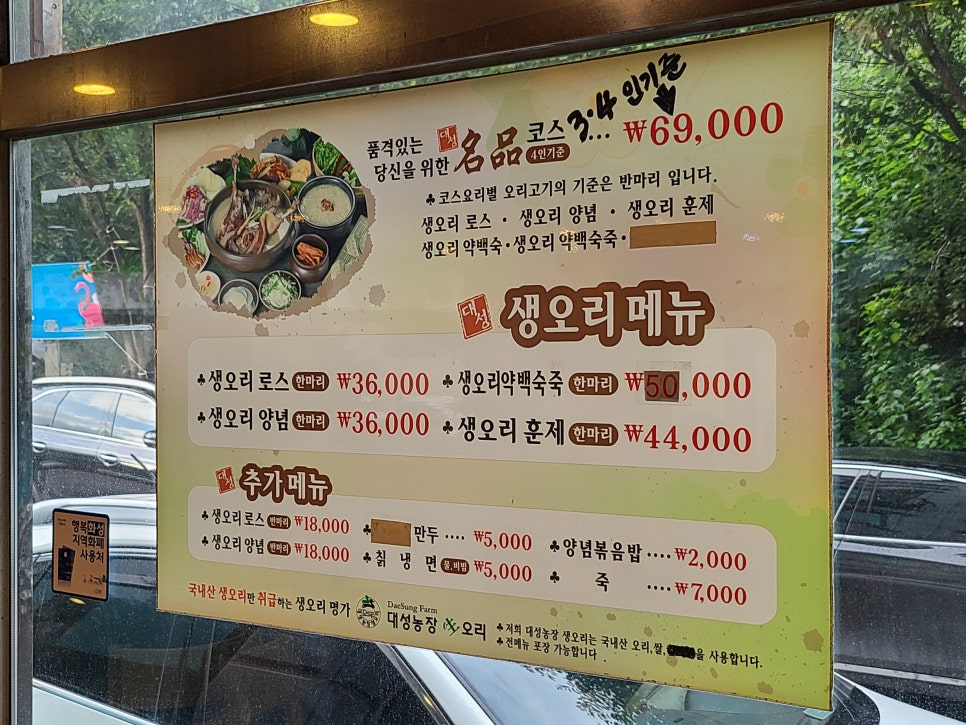 품격있는
당신을 위한
대성 名品 코스 3·4 인기준
4인기준 ... ₩69,000
♣ 코스요리별 오리고기의 기준은 반마리 입니다.
생오리 로스 · 생오리 양념 · 생오리 훈제
생오리 약백숙 · 생오리 약백숙죽 ·
대성 생오리 메뉴
♣ 생오리 로스 한마리 ₩36,000
♣ 생오리 양념 한마리 ₩36,000
♣ 생오리약백숙죽 한마리 ₩50,000
♣ 생오리 훈제 한마리 ₩44,000
대성 추가메뉴
♣ 생오리 로스 반마리 ₩18,000
♣ 생오리 양념 반마리 ₩18,000
♣ 만두 .... ₩5,000
♣ 칡 냉 면 물,비빔 ₩5,000
♣ 양념볶음밥 .... ₩2,000
♣ 죽 .... ₩7,000
국내산 생오리만 취급하는 생오리 명가
DaeSung Farm
대성농장 오리
♣ 저희 대성농장 생오리는 국내산 오리,쌀, 을 사용합니다.
♣ 전메뉴 포장 가능합니다
행복화성
지역화폐
사용처